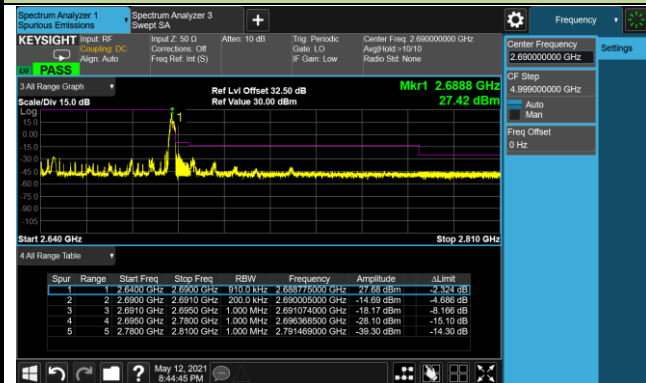 Spectrum Analyzer 1
Spurious Emissions
Spectrum Analyzer 3
Swept SA
Frequency
KEYSIGHT
Input: RF
Coupling: DC
Align: Auto
Input Z: 50 Ω
Corrections: Off
Freq Ref: Int (S)
Atten: 10 dB
Trig: Periodic
Gate: LO
IF Gain: Low
Center Freq: 2.690000000 GHz
Avg|Hold:>10/10
Radio Std: None
PASS
Center Frequency
2.690000000 GHz
Settings
CF Step
4.999000000 GHz
Auto
Man
Freq Offset
0 Hz
3 All Range Graph
Ref Lvl Offset 32.50 dB
Mkr1 2.6888 GHz
Scale/Div 15.0 dB
Ref Value 30.00 dBm
27.42 dBm
Log
15.0
0.00
-15.0
-30.0
-45.0
-60.0
-75.0
-90.0
-105
1
Start 2.640 GHz
Stop 2.810 GHz
4 All Range Table
Spur Range Start Freq Stop Freq RBW Frequency Amplitude ΔLimit
1 1 2.6400 GHz 2.6900 GHz 910.0 kHz 2.688775000 GHz 27.68 dBm -2.324 dB
2 2 2.6900 GHz 2.6910 GHz 200.0 kHz 2.690005000 GHz -14.69 dBm -4.686 dB
3 3 2.6910 GHz 2.6950 GHz 1.000 MHz 2.691074000 GHz -18.17 dBm -8.166 dB
4 4 2.6950 GHz 2.7800 GHz 1.000 MHz 2.696368500 GHz -28.10 dBm -15.10 dB
5 5 2.7800 GHz 2.8100 GHz 1.000 MHz 2.791469000 GHz -39.30 dBm -14.30 dB
May 12, 2021
8:44:45 PM